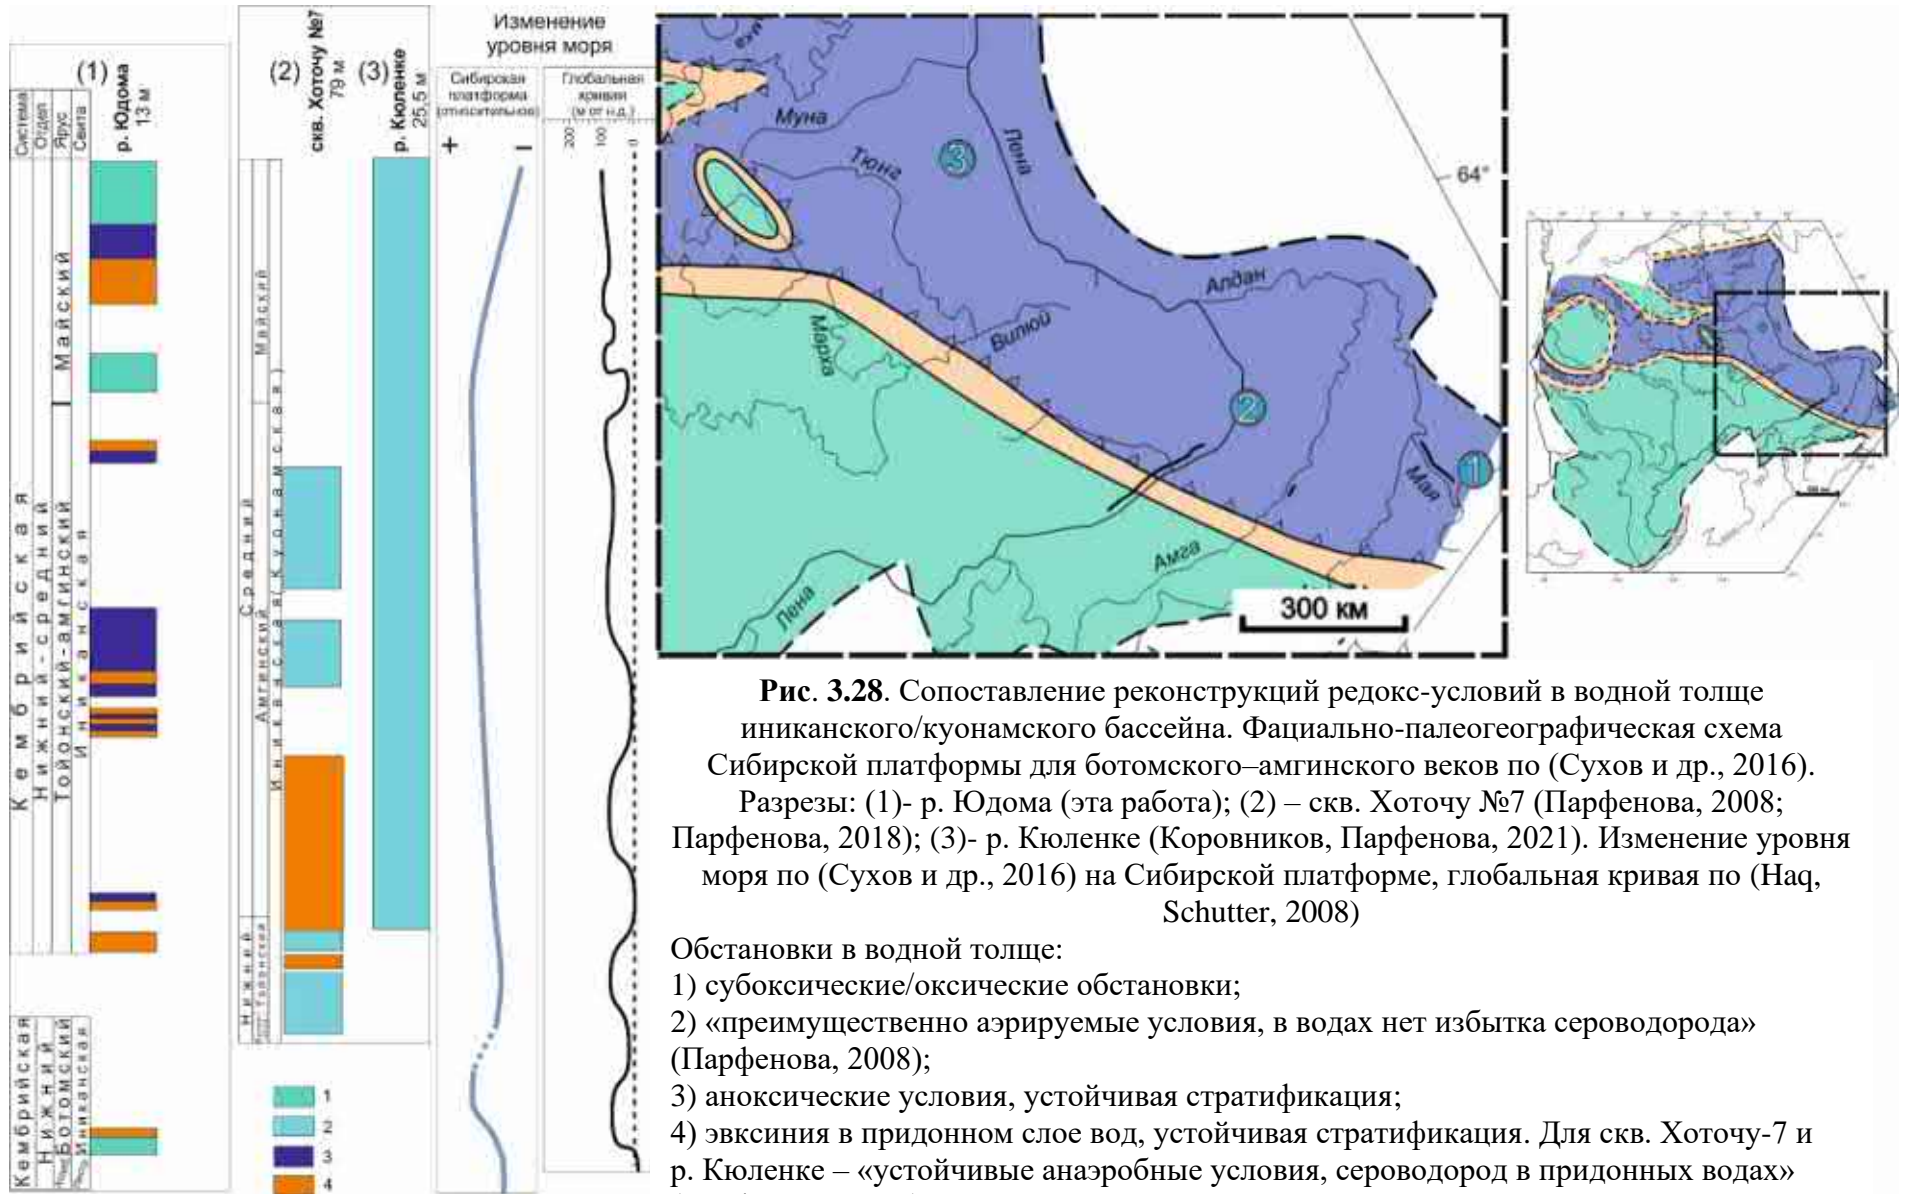 (1)
р. Юдома
13 м
Система
Отдел
Ярус
Свита
Кембрийская
Нижний-средний
Тойонский-амгинский
Майский
Иниканская
Кембрийская
Нижний
Ботомский
Иниканская
(2)
скв. Хоточу №7
79 м
Средний
Нижний
Майский
Амгинский
Иниканская (куонамская)
(3)
р. Кюленке
25,5 м
Изменение
уровня моря
Сибирская
платформа
(относительное)
+
–
Глобальная
кривая
(м от н.д.)
200
100
0
1
2
3
4
Муна
Тюнг
Лена
3
64°
Алдан
Вилюй
Марха
2
1
Мая
Амга
Лена
300 км
Рис. 3.28. Сопоставление реконструкций редокс-условий в водной толще
иниканского/куонамского бассейна. Фациально-палеогеографическая схема
Сибирской платформы для ботомского–амгинского веков по (Сухов и др., 2016).
Разрезы: (1)- р. Юдома (эта работа); (2) – скв. Хоточу №7 (Парфенова, 2008;
Парфенова, 2018); (3)- р. Кюленке (Коровников, Парфенова, 2021). Изменение уровня
моря по (Сухов и др., 2016) на Сибирской платформе, глобальная кривая по (Haq,
Schutter, 2008)
Обстановки в водной толще:
1) субоксические/оксические обстановки;
2) «преимущественно аэрируемые условия, в водах нет избытка сероводорода»
(Парфенова, 2008);
3) аноксические условия, устойчивая стратификация;
4) эвксиния в придонном слое вод, устойчивая стратификация. Для скв. Хоточу-7 и
р. Кюленке – «устойчивые анаэробные условия, сероводород в придонных водах»